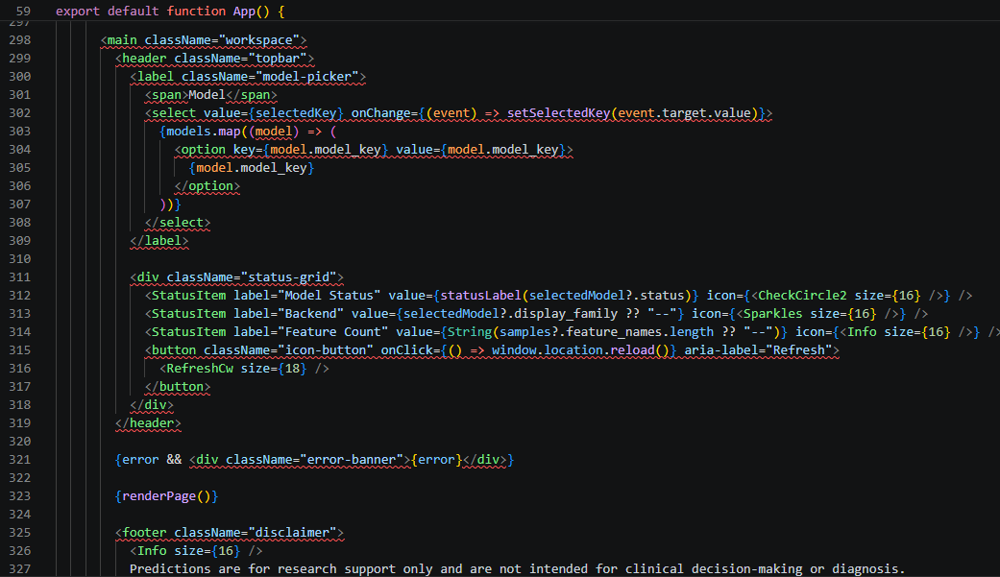 59 export default function App() {
297
298 <main className="workspace">
299 <header className="topbar">
300 <label className="model-picker">
301 <span>Model</span>
302 <select value={selectedKey} onChange={(event) => setSelectedKey(event.target.value)}>
303 {models.map((model) => (
304 <option key={model.model_key} value={model.model_key}>
305 {model.model_key}
306 </option>
307 ))}
308 </select>
309 </label>
310
311 <div className="status-grid">
312 <StatusItem label="Model Status" value={statusLabel(selectedModel?.status)} icon={<CheckCircle2 size={16} />} />
313 <StatusItem label="Backend" value={selectedModel?.display_family ?? "--"} icon={<Sparkles size={16} />} />
314 <StatusItem label="Feature Count" value={String(samples?.feature_names.length ?? "--")} icon={<Info size={16} />} />
315 <button className="icon-button" onClick={() => window.location.reload()} aria-label="Refresh">
316 <RefreshCw size={18} />
317 </button>
318 </div>
319 </header>
320
321 {error && <div className="error-banner">{error}</div>}
322
323 {renderPage()}
324
325 <footer className="disclaimer">
326 <Info size={16} />
327 Predictions are for research support only and are not intended for clinical decision-making or diagnosis.